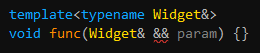 template<typename Widget&>
void func(Widget& && param) {}